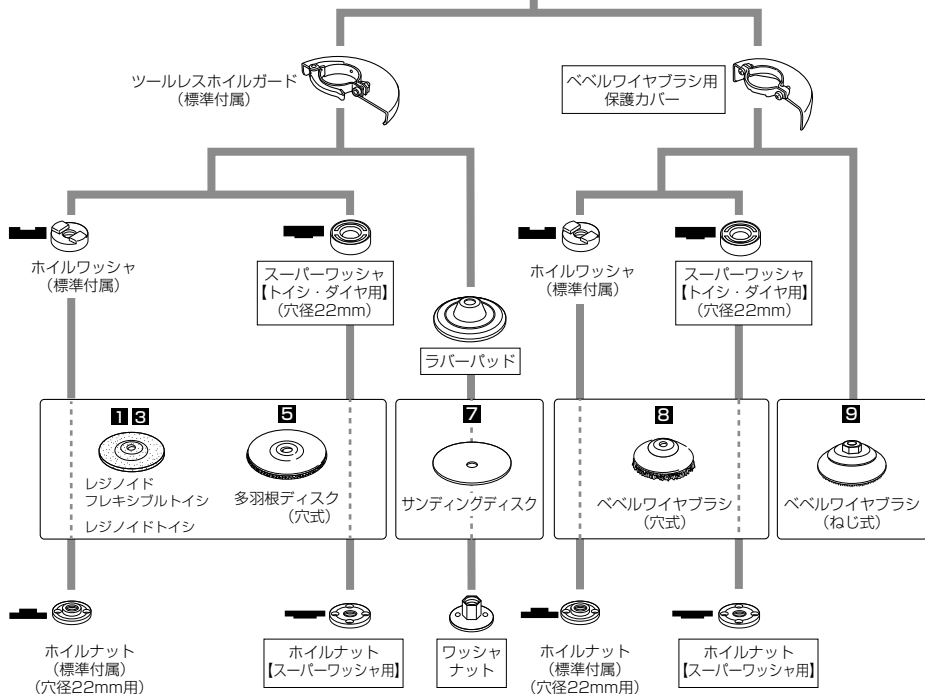 ツールレスホイルガード
(標準付属)
ベベルワイヤブラシ用
保護カバー
ホイルワッシャ
(標準付属)
スーパーワッシャ
【トイシ・ダイヤ用】
(穴径22mm)
ラバーパッド
ホイルワッシャ
(標準付属)
スーパーワッシャ
【トイシ・ダイヤ用】
(穴径22mm)
1 3
レジノイド
フレキシブルトイシ
レジノイドトイシ
5
多羽根ディスク
(穴式)
7
サンディングディスク
8
ベベルワイヤブラシ
(穴式)
9
ベベルワイヤブラシ
(ねじ式)
ホイルナット
(標準付属)
(穴径22mm用)
ホイルナット
【スーパーワッシャ用】
ワッシャ
ナット
ホイルナット
(標準付属)
(穴径22mm用)
ホイルナット
【スーパーワッシャ用】